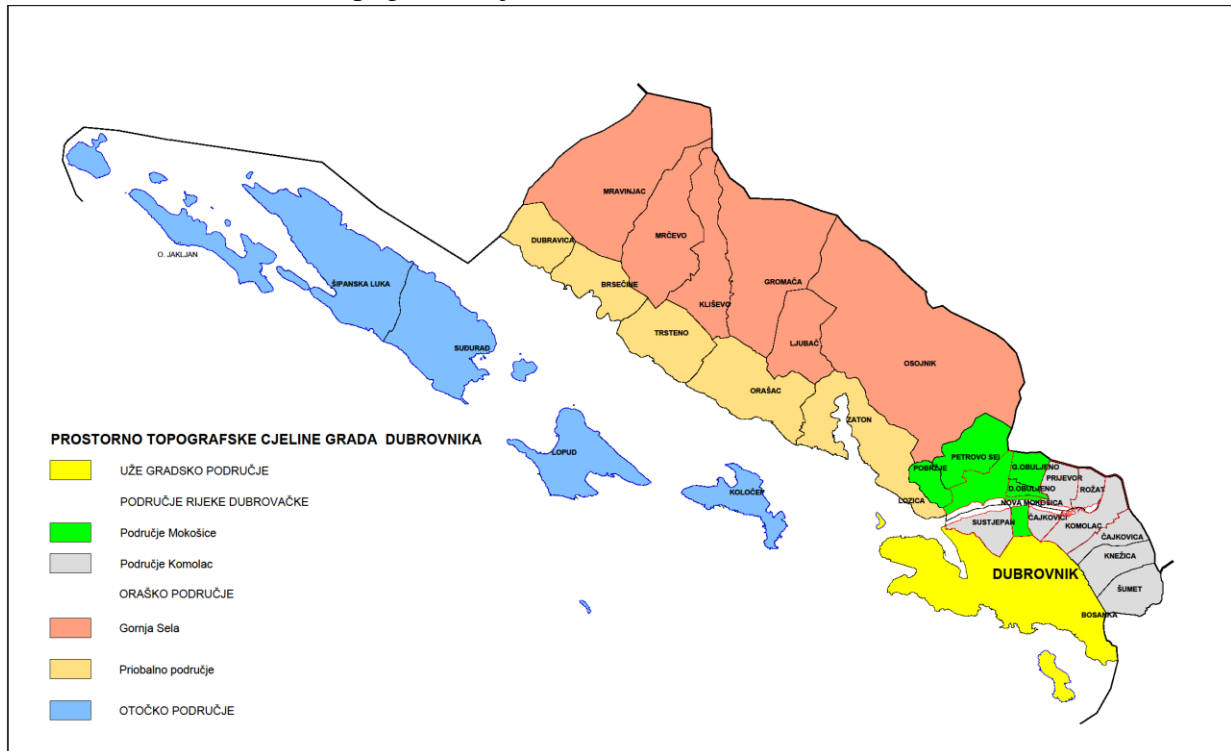 MRAVINJAC
DUBRAVICA
MRČEVO
O. JAKLJAN
ŠIPANSKA LUKA
BRSEČINE
GROMAČA
KLIŠEVO
TRSTENO
LJUBAČ
SUĐURAĐ
OSOJNIK
ORAŠAC
ZATON
PROSTORNO TOPOGRAFSKE CJELINE GRADA DUBROVNIKA
UŽE GRADSKO PODRUČJE
PODRUČJE RIJEKE DUBROVAČKE
Područje Mokošice
Područje Komolac
ORAŠKO PODRUČJE
Gornja Sela
Priobalno područje
OTOČKO PODRUČJE
LOPUD
KOLOČEP
PETROVO SEl
POBRŽJE
G.OBULJENO
PRIJEVOR
D.OBULJENO
ROŽAT
LOZICA
NOVA MOKOŠICA
SUSTJEPAN
ČAJKOVIĆI
KOMOLAC
ČAJKOVICA
KNEŽICA
DUBROVNIK
ŠUMET
BOSANKA